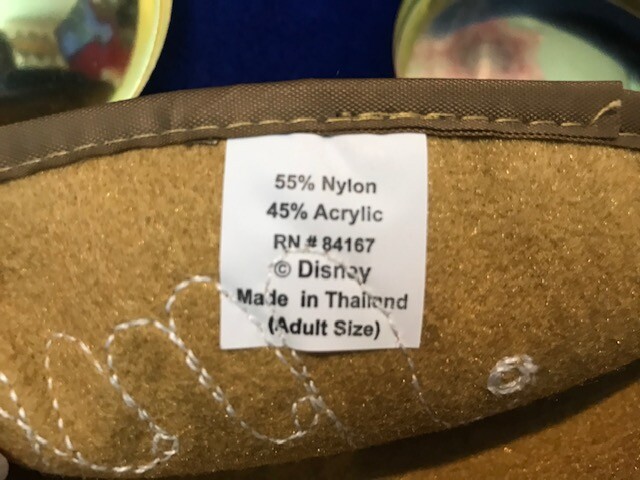 55% Nylon
45% Acrylic
RN # 84167
© Disney
Made in Thailand
(Adult Size)